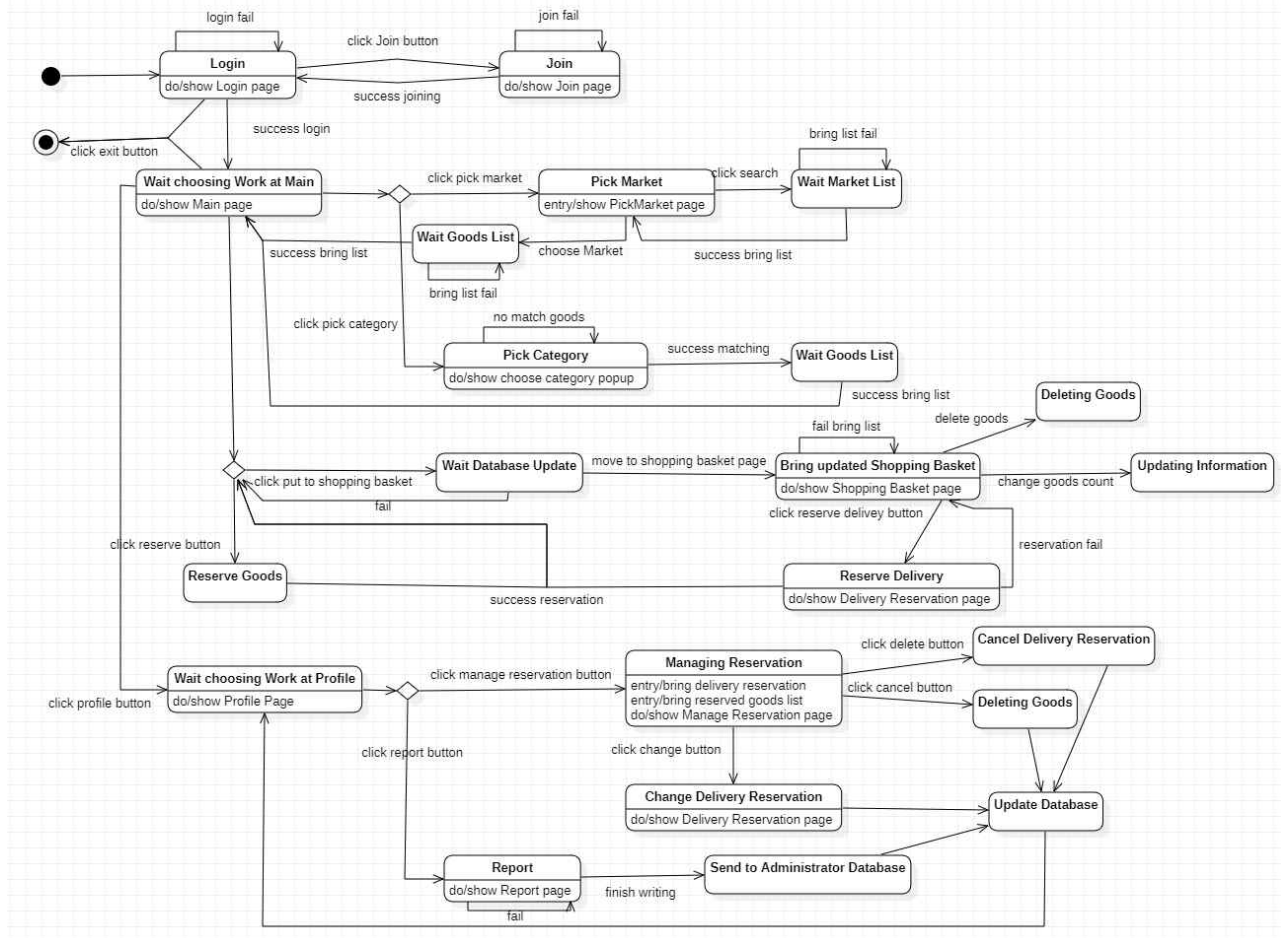 login fail
join fail
click Join button
Login
do/show Login page
Join
do/show Join page
success joining
success login
click exit button
bring list fail
Wait choosing Work at Main
do/show Main page
click pick market
Pick Market
entry/show PickMarket page
click search
Wait Market List
Wait Goods List
success bring list
choose Market
success bring list
bring list fail
click pick category
no match goods
Pick Category
do/show choose category popup
success matching
Wait Goods List
success bring list
Deleting Goods
delete goods
fail bring list
Wait Database Update
move to shopping basket page
Bring updated Shopping Basket
do/show Shopping Basket page
Updating Information
change goods count
click put to shopping basket
fail
click reserve delivey button
click reserve button
reservation fail
Reserve Goods
Reserve Delivery
do/show Delivery Reservation page
success reservation
click delete button
Cancel Delivery Reservation
Wait choosing Work at Profile
do/show Profile Page
click profile button
click manage reservation button
Managing Reservation
entry/bring delivery reservation
entry/bring reserved goods list
do/show Manage Reservation page
click cancel button
Deleting Goods
click report button
click change button
Change Delivery Reservation
do/show Delivery Reservation page
Update Database
Report
do/show Report page
fail
finish writing
Send to Administrator Database